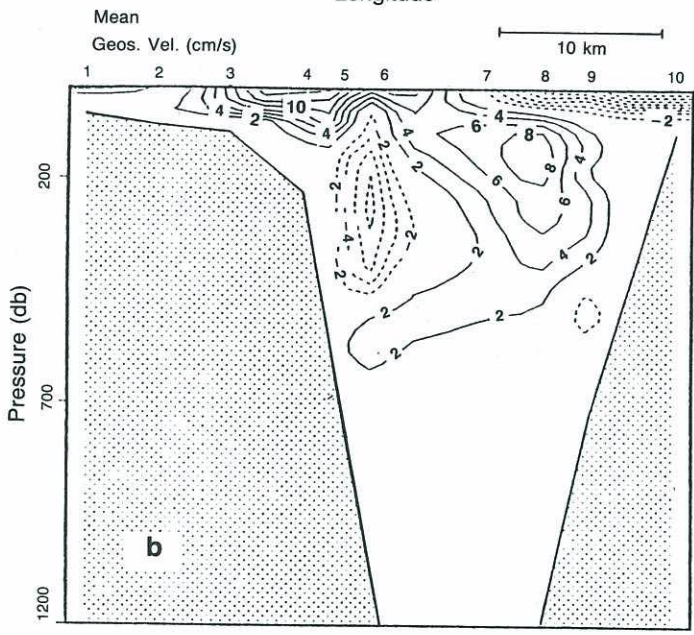 Mean
Geos. Vel. (cm/s)
10 km
1 2 3 4 5 6 7 8 9 10
4 2 10 4 2 4 6 4 8 -2
200
2 2 8 4
6 6
4 2 2 4 2
2 2
2 2
2
Pressure (db)
700
b
1200